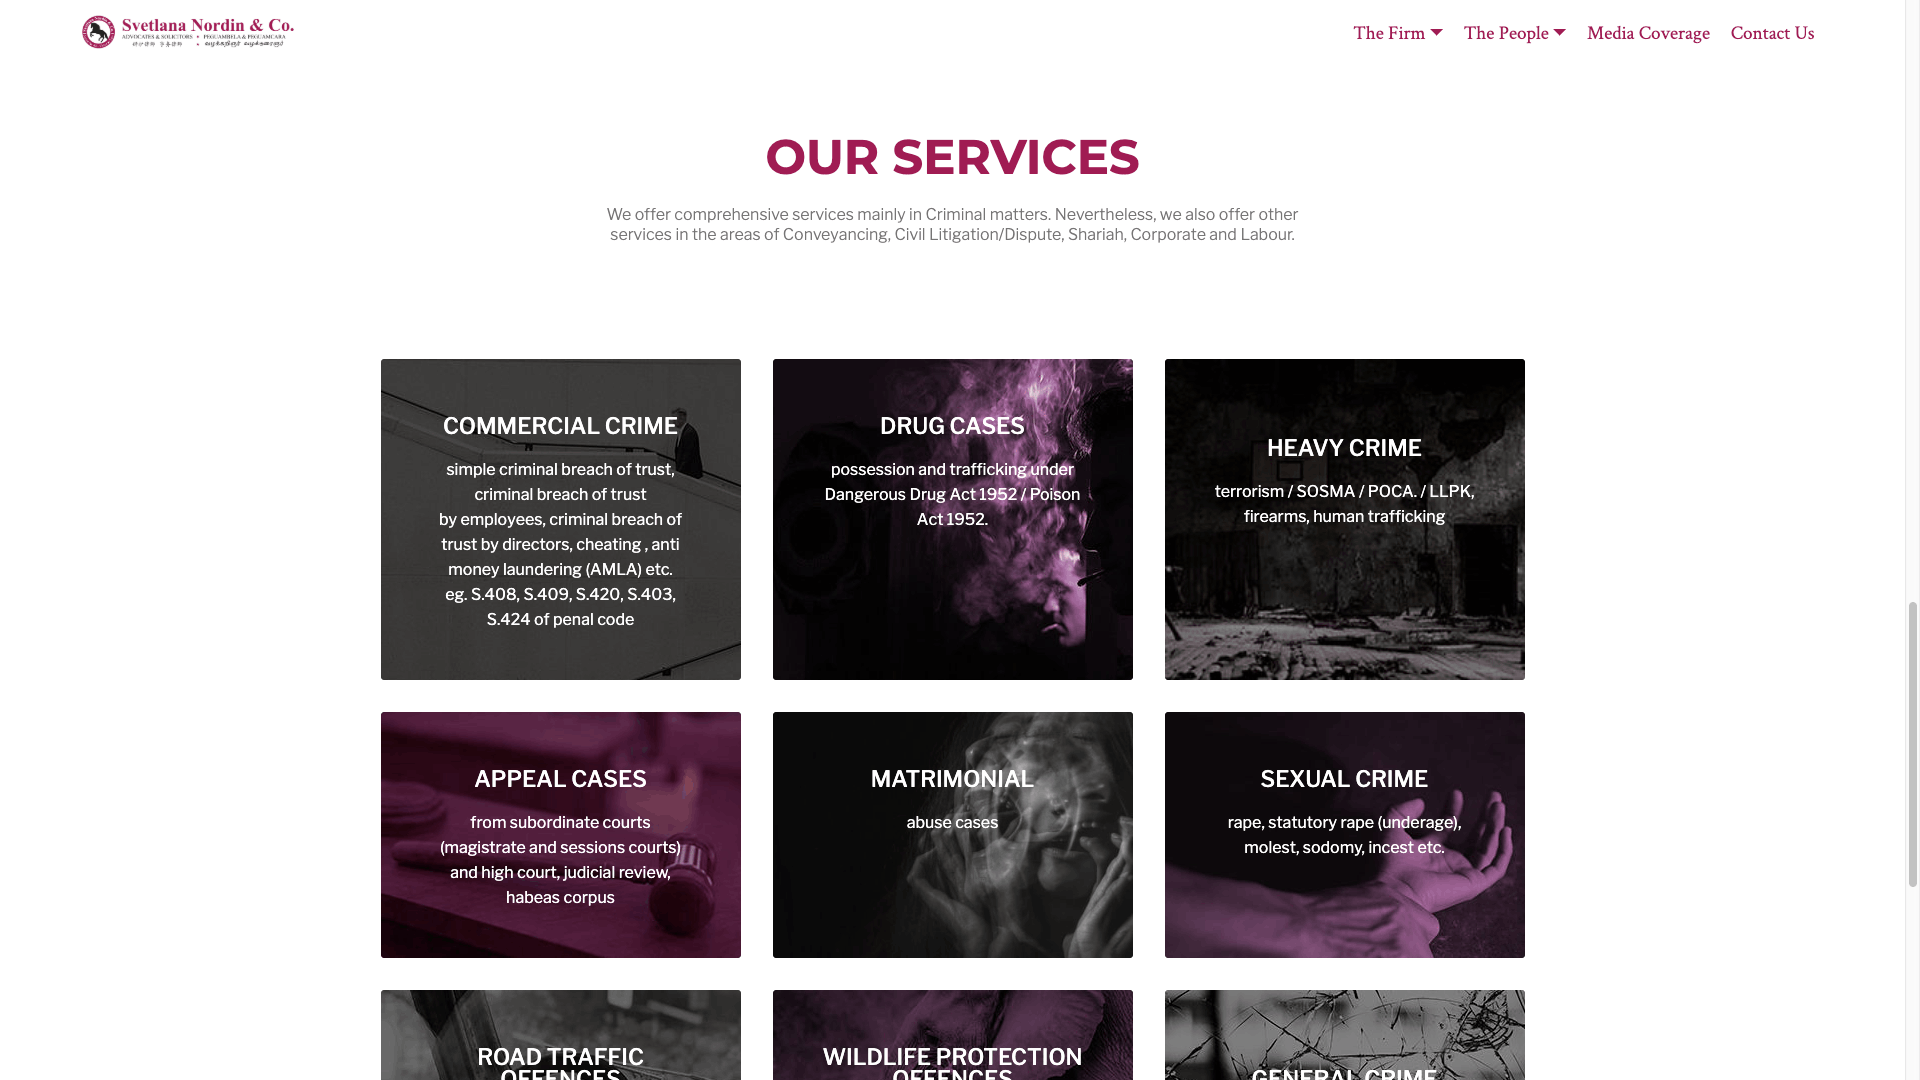 Svetlana Nordin & Co.
ADVOCATES & SOLICITORS • PEGUAMBELA & PEGUAMCARA
The Firm
The People
Media Coverage
Contact Us
OUR SERVICES
We offer comprehensive services mainly in Criminal matters. Nevertheless, we also offer other
services in the areas of Conveyancing, Civil Litigation/Dispute, Shariah, Corporate and Labour.
COMMERCIAL CRIME
simple criminal breach of trust,
criminal breach of trust
by employees, criminal breach of
trust by directors, cheating , anti
money laundering (AMLA) etc.
eg. S.408, S.409, S.420, S.403,
S.424 of penal code
DRUG CASES
possession and trafficking under
Dangerous Drug Act 1952 / Poison
Act 1952.
HEAVY CRIME
terrorism / SOSMA / POCA. / LLPK,
firearms, human trafficking
APPEAL CASES
from subordinate courts
(magistrate and sessions courts)
and high court, judicial review,
habeas corpus
MATRIMONIAL
abuse cases
SEXUAL CRIME
rape, statutory rape (underage),
molest, sodomy, incest etc.
ROAD TRAFFIC
OFFENCES
WILDLIFE PROTECTION
OFFENCES
GENERAL CRIME